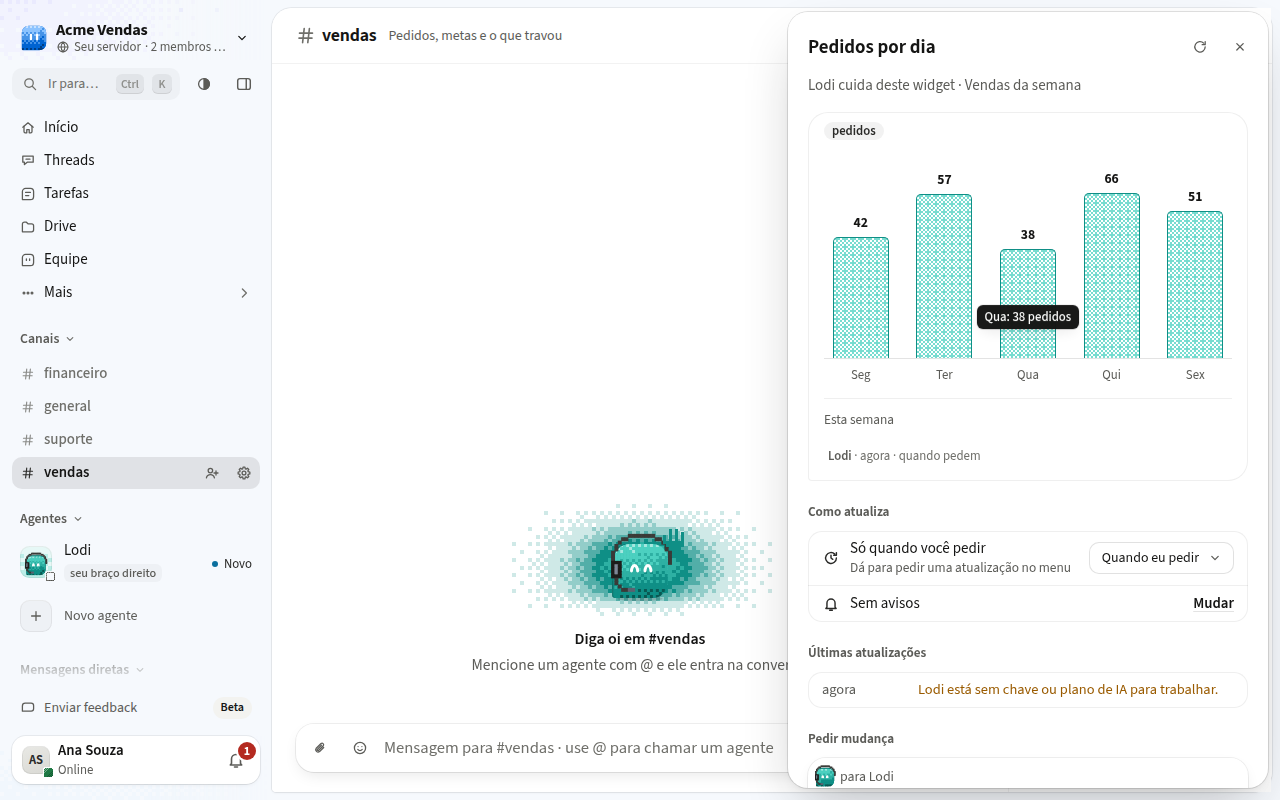 Acme Vendas
Seu servidor · 2 membros …
Ir para…
Ctrl
K
Início
Threads
Tarefas
Drive
Equipe
Mais
Canais
# financeiro
# general
# suporte
# vendas
Agentes
Lodi
seu braço direito
Novo
Novo agente
Mensagens diretas
Enviar feedback
Beta
AS
Ana Souza
Online
1
# vendas
Pedidos, metas e o que travou
Diga oi em #vendas
Mencione um agente com @ e ele entra na conver
Mensagem para #vendas · use @ para chamar um agente
Pedidos por dia
Lodi cuida deste widget · Vendas da semana
pedidos
42
57
38
66
51
Qua: 38 pedidos
Seg
Ter
Qua
Qui
Sex
Esta semana
Lodi · agora · quando pedem
Como atualiza
Só quando você pedir
Dá para pedir uma atualização no menu
Quando eu pedir
Sem avisos
Mudar
Últimas atualizações
agora
Lodi está sem chave ou plano de IA para trabalhar.
Pedir mudança
para Lodi